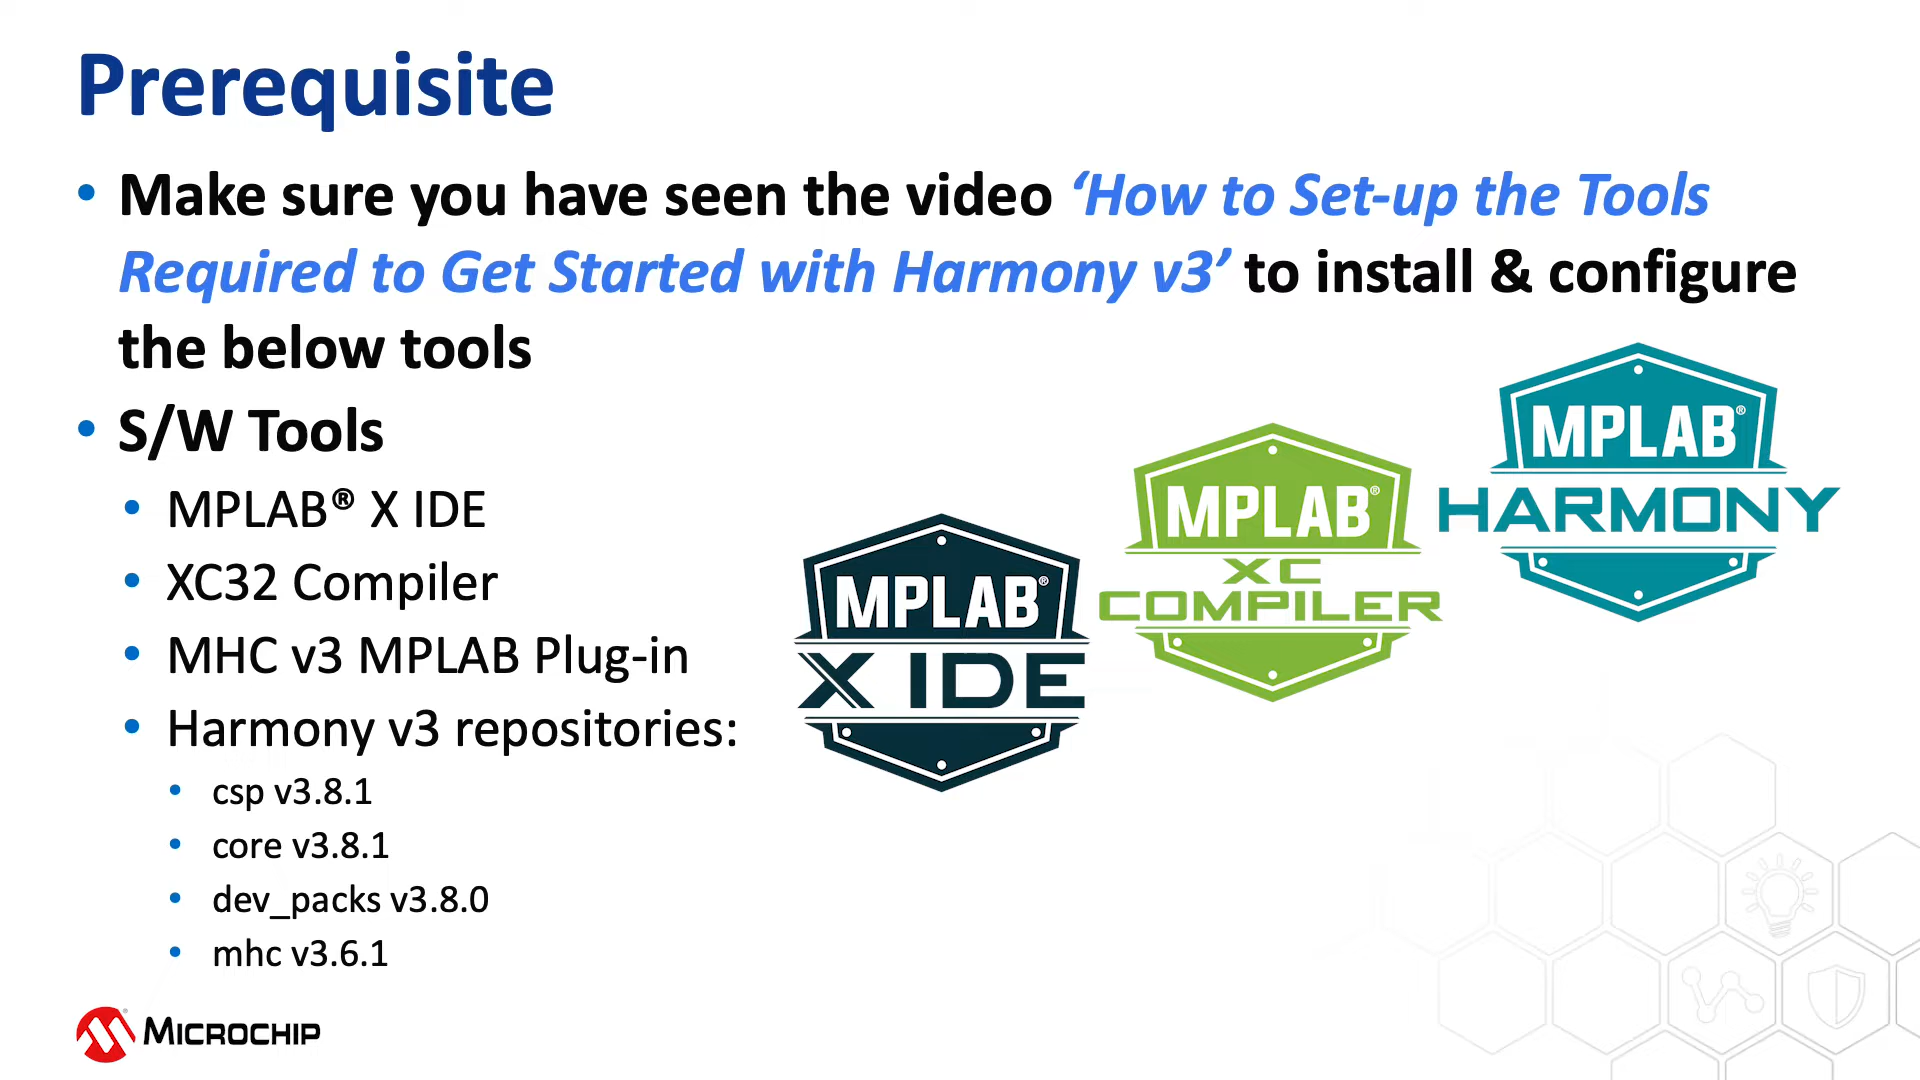 Prerequisite
• Make sure you have seen the video ‘How to Set-up the Tools
Required to Get Started with Harmony v3’ to install & configure
the below tools
• S/W Tools
• MPLAB® X IDE
• XC32 Compiler
• MHC v3 MPLAB Plug-in
• Harmony v3 repositories:
• csp v3.8.1
• core v3.8.1
• dev_packs v3.8.0
• mhc v3.6.1
MPLAB®
X IDE
MPLAB®
XC
COMPILER
MPLAB®
HARMONY
MICROCHIP